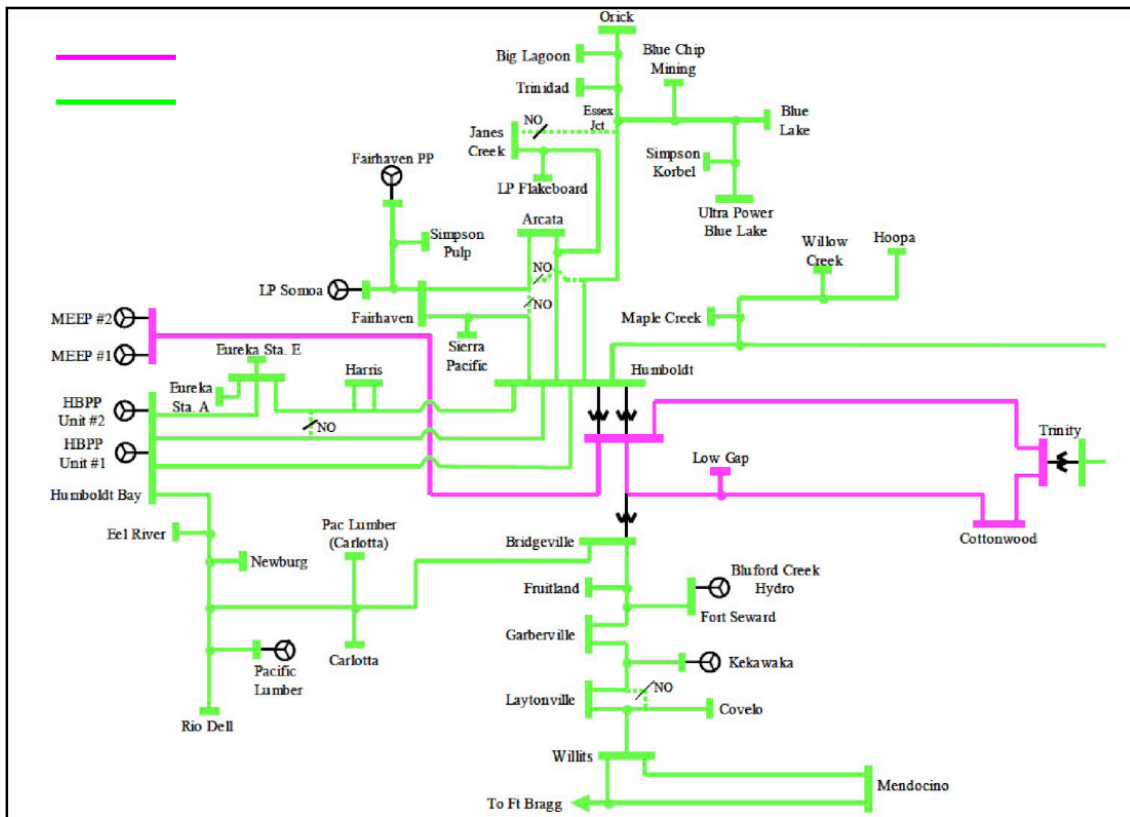 Orick
Big Lagoon
Blue Chip
Mining
Trinidad
Essex
Jct
NO
Janes
Creek
Blue
Lake
Fairhaven PP
LP Flakeboard
Simpson
Korbel
Ultra Power
Blue Lake
Arcata
Simpson
Pulp
Willow
Creek
Hoopa
NO
LP Somoa
NO
Fairhaven
MEEP #2
Maple Creek
Sierra
Pacific
MEEP #1
Eureka Sta. E
Harris
Humboldt
Eureka
Sta. A
HBPP
Unit #2
NO
Trinity
HBPP
Unit #1
Low Gap
Humboldt Bay
Eel River
Pac Lumber
(Carlotta)
Bridgeville
Cottonwood
Newburg
Bluford Creek
Hydro
Fruitland
Fort Seward
Garberville
Carlotta
Pacific
Lumber
Kekawaka
NO
Laytonville
Covelo
Rio Dell
Willits
Mendocino
To Ft Bragg